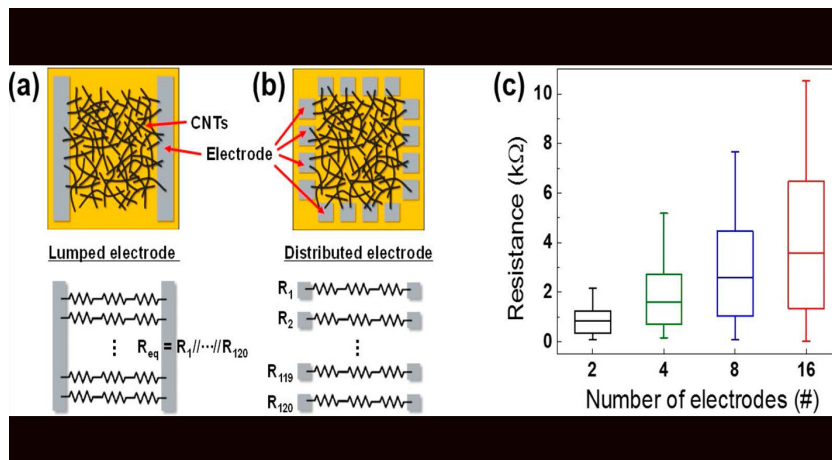 (a)
CNTs
Electrode
Lumped electrode
R_eq = R_1//⋯//R_120
(b)
Distributed electrode
R_1
R_2
R_119
R_120
(c)
Resistance (kΩ)
10
8
6
4
2
0
2 4 8 16
Number of electrodes (#)